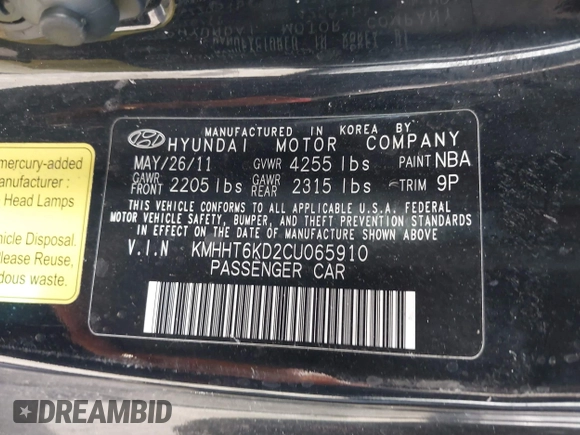 MANUFACTURED IN KOREA BY
HYUNDAI MOTOR COMPANY
MAY/26/11 GVWR 4255 lbs PAINT NBA
GAWR FRONT 2205 lbs GAWR REAR 2315 lbs TRIM 9P
THIS VEHICLE CONFORMS TO ALL APPLICABLE U.S.A. FEDERAL
MOTOR VEHICLE SAFETY, BUMPER, AND THEFT PREVENTION STANDARDS
IN EFFECT ON THE DATE OF MANUFACTURE SHOWN ABOVE
V.I.N KMHHT6KD2CU065910
PASSENGER CAR
mercury-added
anufacturer :
Head Lamps
hicle Disposal.
Please Reuse,
dous waste.
DREAMBID